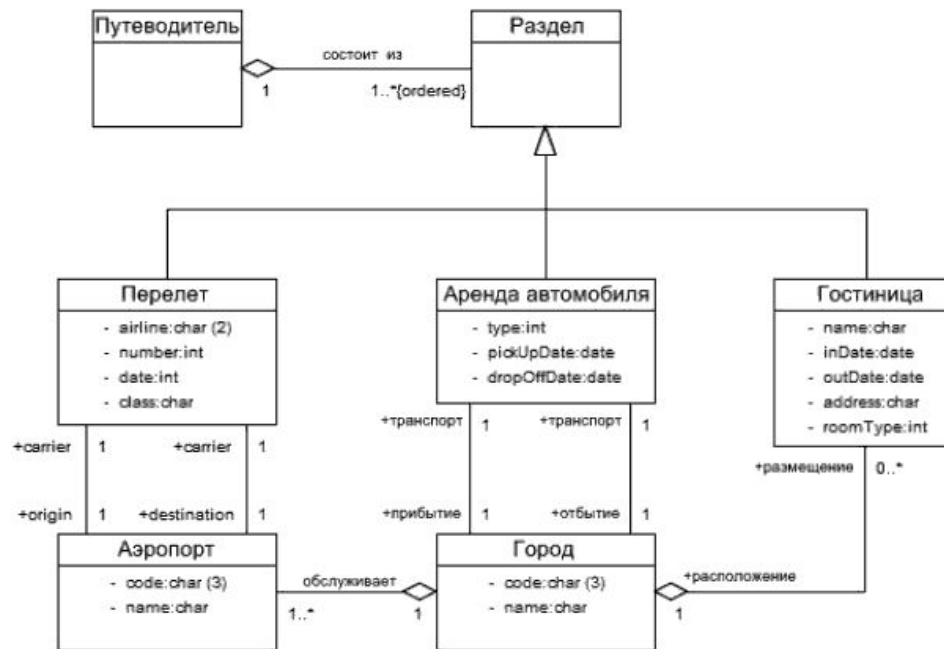 Путеводитель
Раздел
состоит из
1
1..*{ordered}
Перелет
- airline:char (2)
- number:int
- date:int
- class:char
Аренда автомобиля
- type:int
- pickUpDate:date
- dropOffDate:date
Гостиница
- name:char
- inDate:date
- outDate:date
- address:char
- roomType:int
+carrier 1 +carrier 1
+транспорт 1 +транспорт 1
+размещение 0..*
+origin 1 +destination 1
+прибытие 1 +отбытие 1
Аэропорт
- code:char (3)
- name:char
обслуживает
1..* 1
Город
- code:char (3)
- name:char
+расположение
1